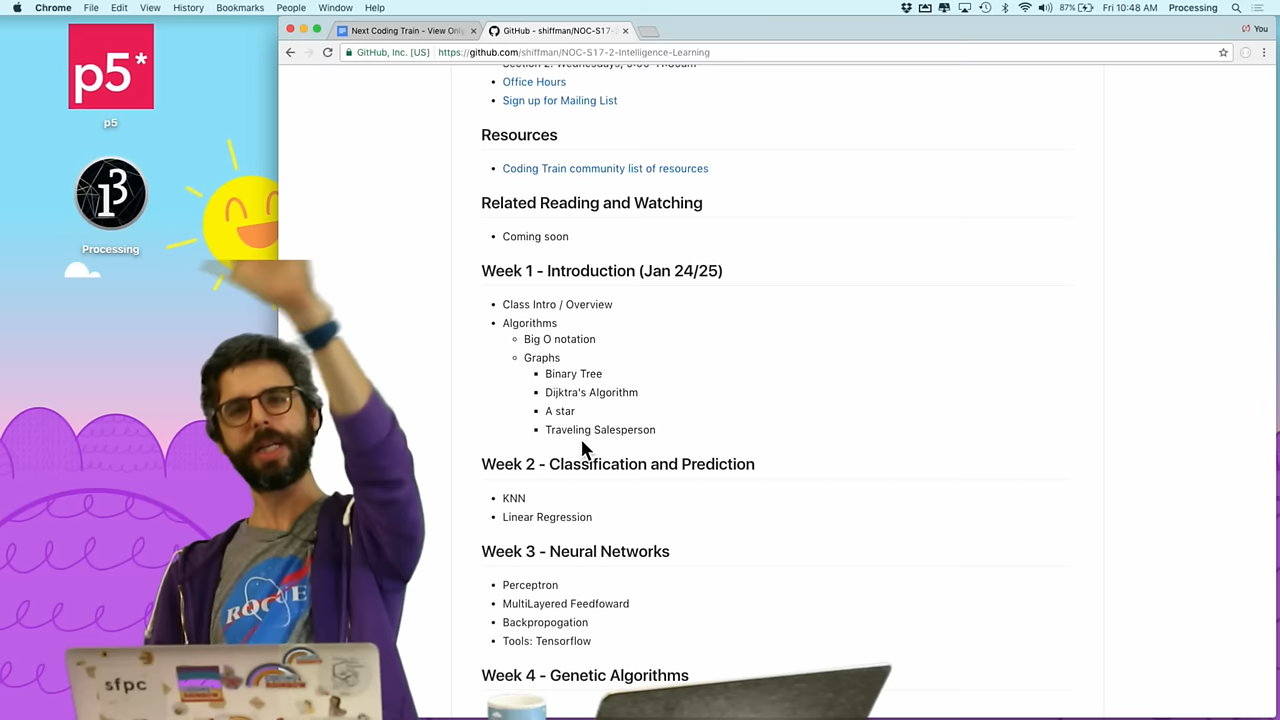 Chrome File Edit View History Bookmarks People Window Help 87% Fri 10:48 AM Processing
Next Coding Train - View Only GitHub - shiffman/NOC-S17-2- You
GitHub, Inc. [US] https://github.com/shiffman/NOC-S17-2-Intelligence-Learning
p5*
p5
Processing
Office Hours
Sign up for Mailing List
Resources
Coding Train community list of resources
Related Reading and Watching
Coming soon
Week 1 - Introduction (Jan 24/25)
Class Intro / Overview
Algorithms
Big O notation
Graphs
Binary Tree
Dijktra's Algorithm
A star
Traveling Salesperson
Week 2 - Classification and Prediction
KNN
Linear Regression
Week 3 - Neural Networks
Perceptron
MultiLayered Feedfoward
Backpropogation
Tools: Tensorflow
Week 4 - Genetic Algorithms
ROGUE
sfpc